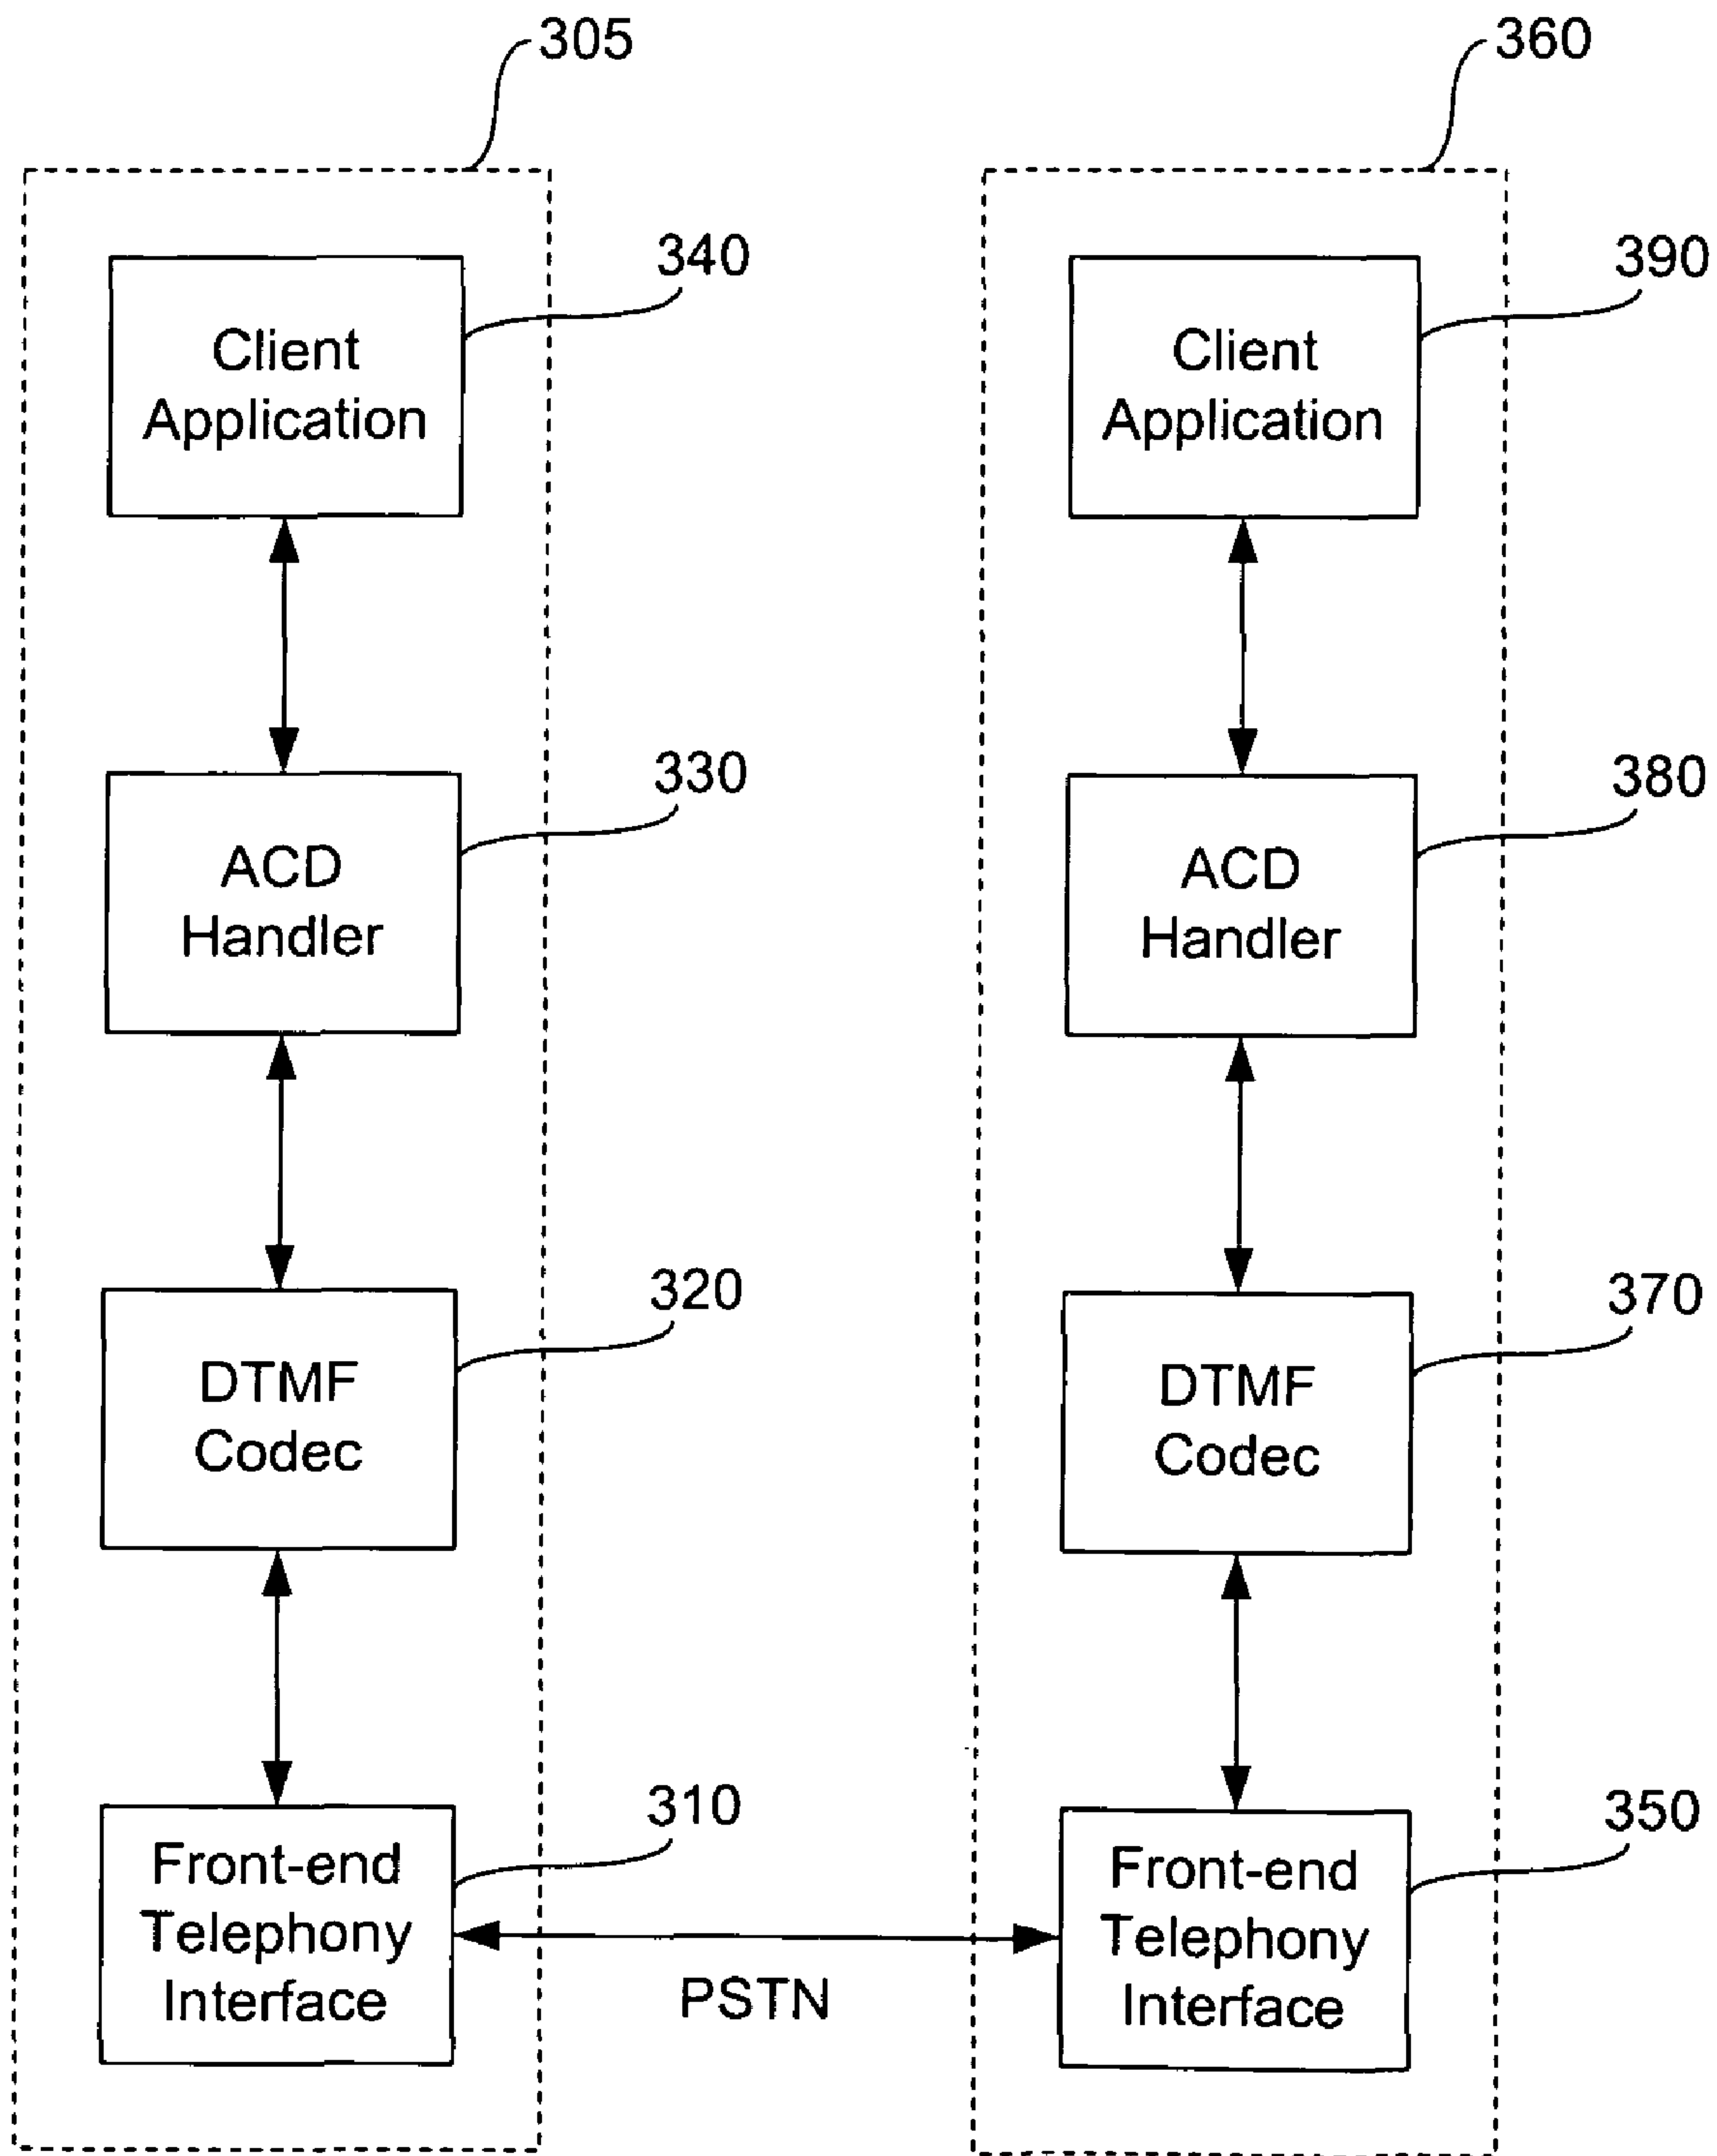 305
360
340
390
Client
Application
Client
Application
330
380
ACD
Handler
ACD
Handler
320
370
DTMF
Codec
DTMF
Codec
310
350
Front-end
Telephony
Interface
PSTN
Front-end
Telephony
Interface